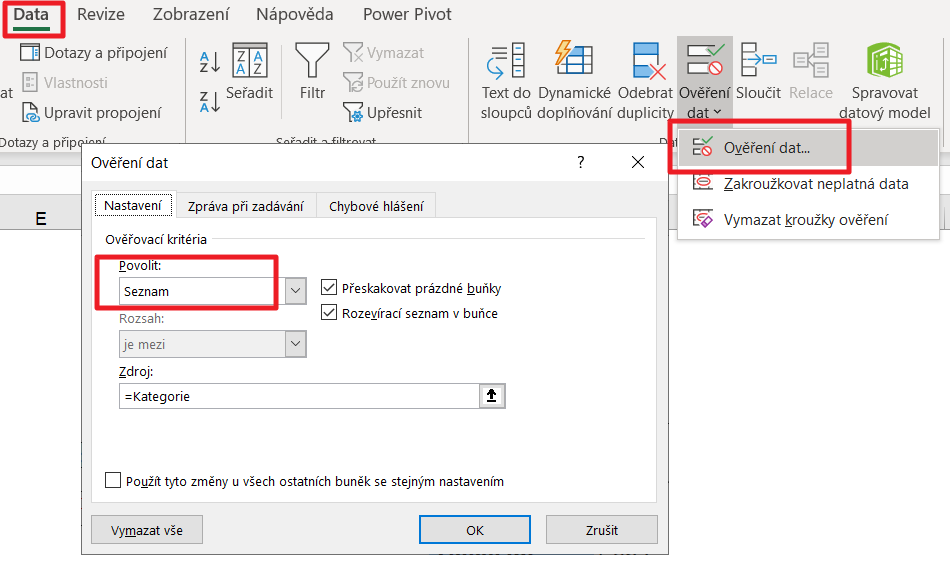 Data Revize Zobrazení Nápověda Power Pivot
Dotazy a připojení
Vlastnosti
Upravit propojení
at
Dotazy a připojení
Seřadit
Filtr
Vymazat
Použít znovu
Upřesnit
Seřadit a filtrovat
Text do
sloupců
Dynamické
doplňování
Odebrat
duplicity
Ověření
dat
Sloučit
Relace
Spravovat
datový model
Dat
Ověření dat...
Zakroužkovat neplatná data
Vymazat kroužky ověření
E
Ověření dat ?
Nastavení Zpráva při zadávání Chybové hlášení
Ověřovací kritéria
Povolit:
Seznam
Přeskakovat prázdné buňky
Rozevírací seznam v buňce
Rozsah:
je mezi
Zdroj:
=Kategorie
Použít tyto změny u všech ostatních buněk se stejným nastavením
Vymazat vše OK Zrušit